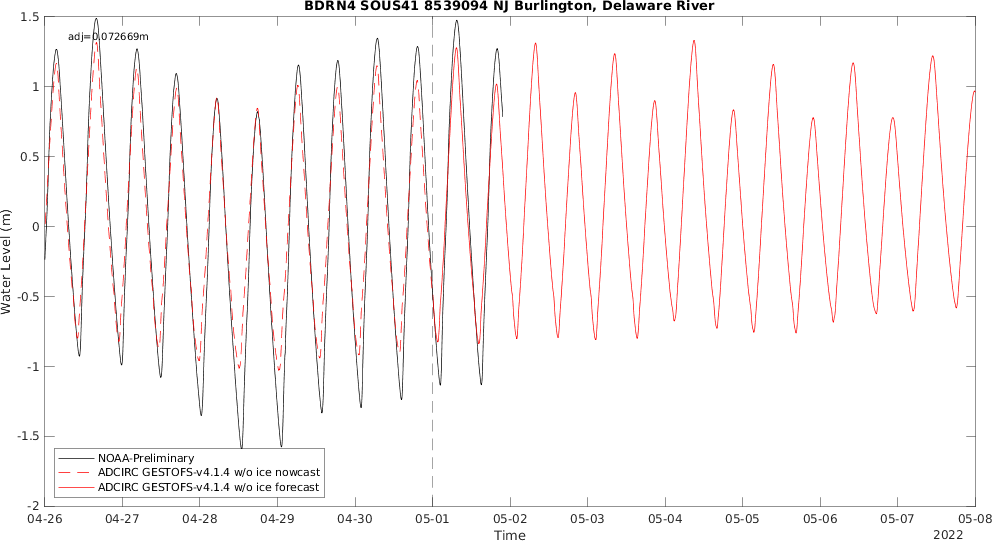 BDRN4 SOUS41 8539094 NJ Burlington, Delaware River
adj=0.072669m
1.5
1
0.5
0
-0.5
-1
-1.5
-2
Water Level (m)
NOAA-Preliminary
ADCIRC GESTOFS-v4.1.4 w/o ice nowcast
ADCIRC GESTOFS-v4.1.4 w/o ice forecast
04-26 04-27 04-28 04-29 04-30 05-01 05-02 05-03 05-04 05-05 05-06 05-07 05-08
Time
2022